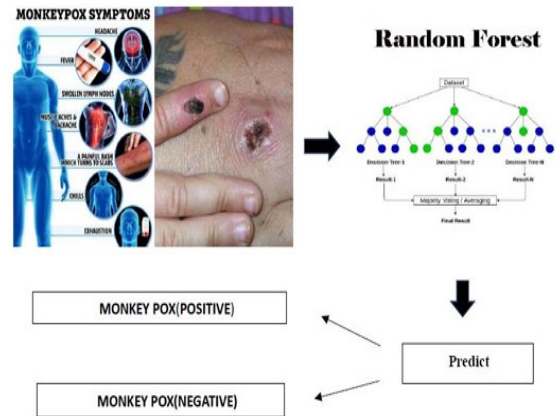 MONKEYPOX SYMPTOMS
HEADACHE
FEVER
SWOLLEN LYMPH NODES
MUSCLE ACHES &
BACKACHE
A PAINFUL RASH
WHICH TURNS TO SCABS
CHILLS
EXHAUSTION
Random Forest
Dataset
Decision Tree-1
Decision Tree-2
Decision Tree-N
Result-1
Result-2
Result-N
Majority Voting / Averaging
Final Result
MONKEY POX(POSITIVE)
Predict
MONKEY POX(NEGATIVE)